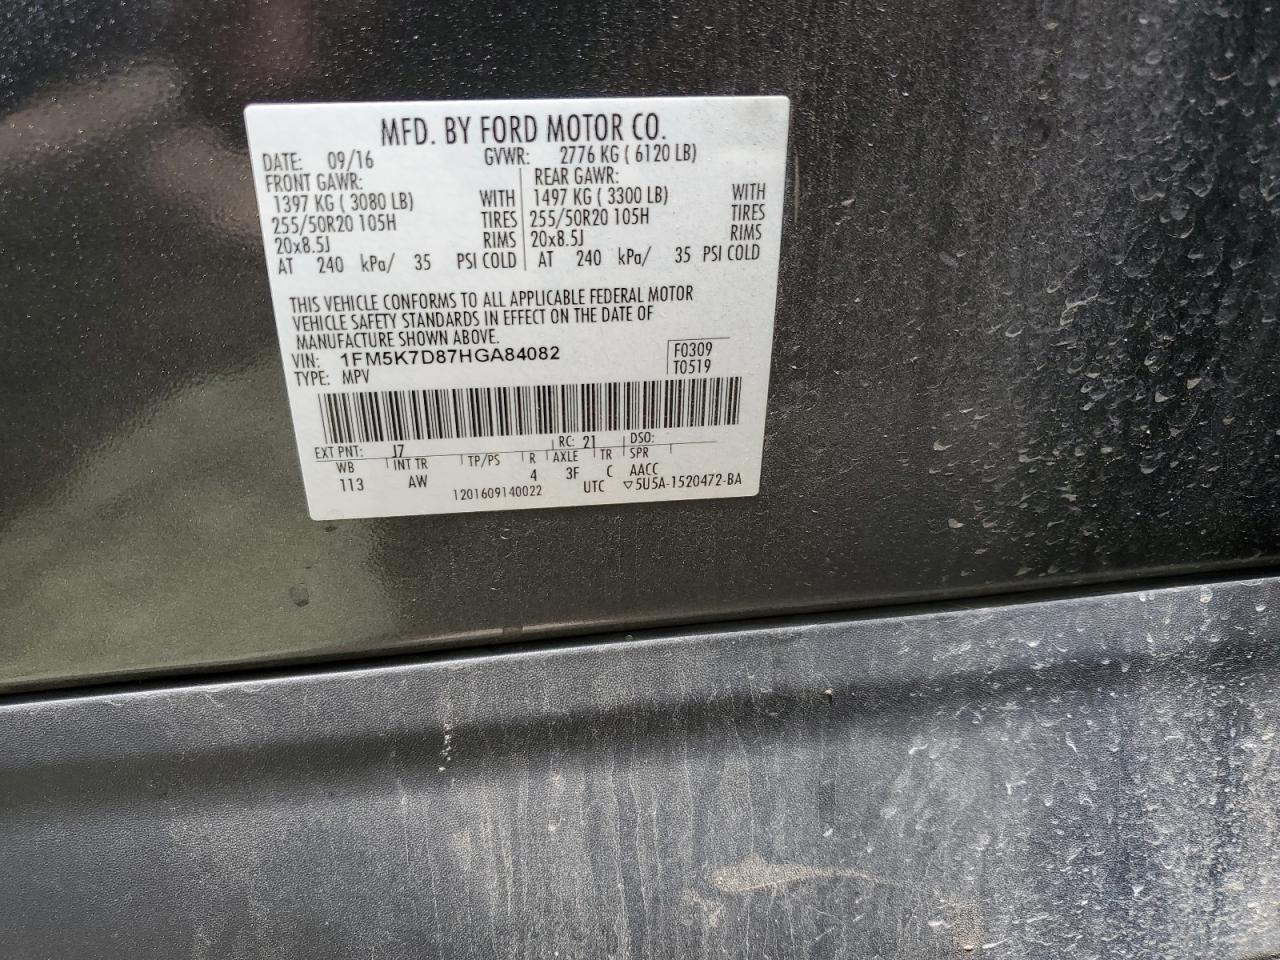 MFD. BY FORD MOTOR CO.
DATE: 09/16 GVWR: 2776 KG ( 6120 LB)
FRONT GAWR: REAR GAWR:
1397 KG ( 3080 LB) WITH 1497 KG ( 3300 LB) WITH
255/50R20 105H TIRES 255/50R20 105H TIRES
20x8.5J RIMS 20x8.5J RIMS
AT 240 kPa/ 35 PSI COLD AT 240 kPa/ 35 PSI COLD
THIS VEHICLE CONFORMS TO ALL APPLICABLE FEDERAL MOTOR
VEHICLE SAFETY STANDARDS IN EFFECT ON THE DATE OF
MANUFACTURE SHOWN ABOVE.
VIN: 1FM5K7D87HGA84082 F0309
TYPE: MPV T0519
EXT PNT: J7 RC: 21 DSO:
WB INT TR TP/PS R AXLE TR SPR
113 AW 4 3F C AACC
1201609140022 UTC ▽5U5A-1520472-BA